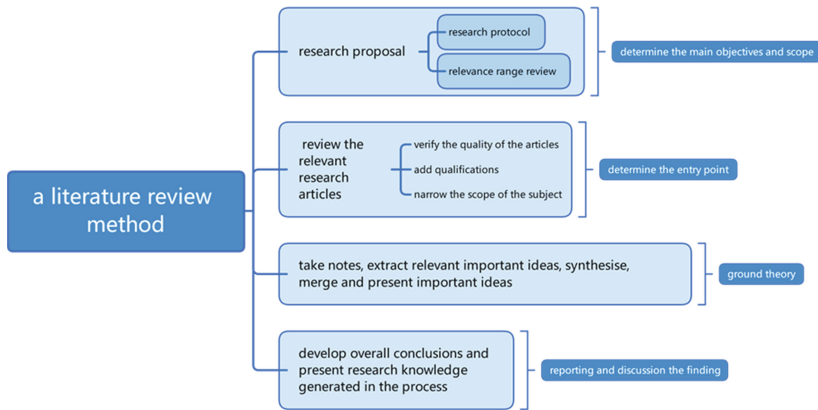 a literature review
method
research proposal
research protocol
relevance range review
determine the main objectives and scope
review the
relevant
research
articles
verify the quality of the articles
add qualifications
narrow the scope of the subject
determine the entry point
take notes, extract relevant important ideas, synthesise,
merge and present important ideas
ground theory
develop overall conclusions and
present research knowledge
generated in the process
reporting and discussion the finding